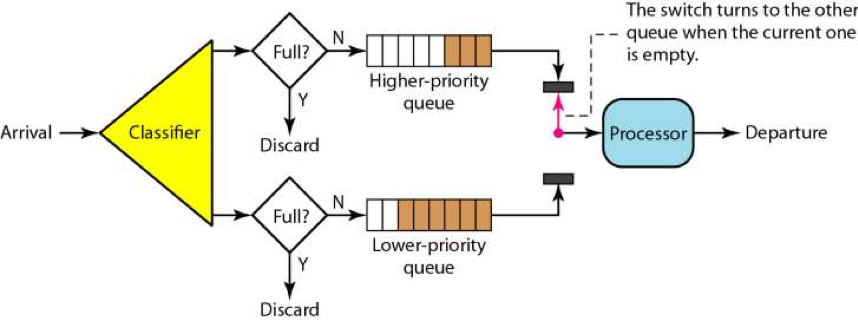 The switch turns to the other
queue when the current one
is empty.
Full?
N
Higher-priority
queue
Y
Discard
Arrival
Classifier
Processor
Departure
Full?
N
Lower-priority
queue
Y
Discard